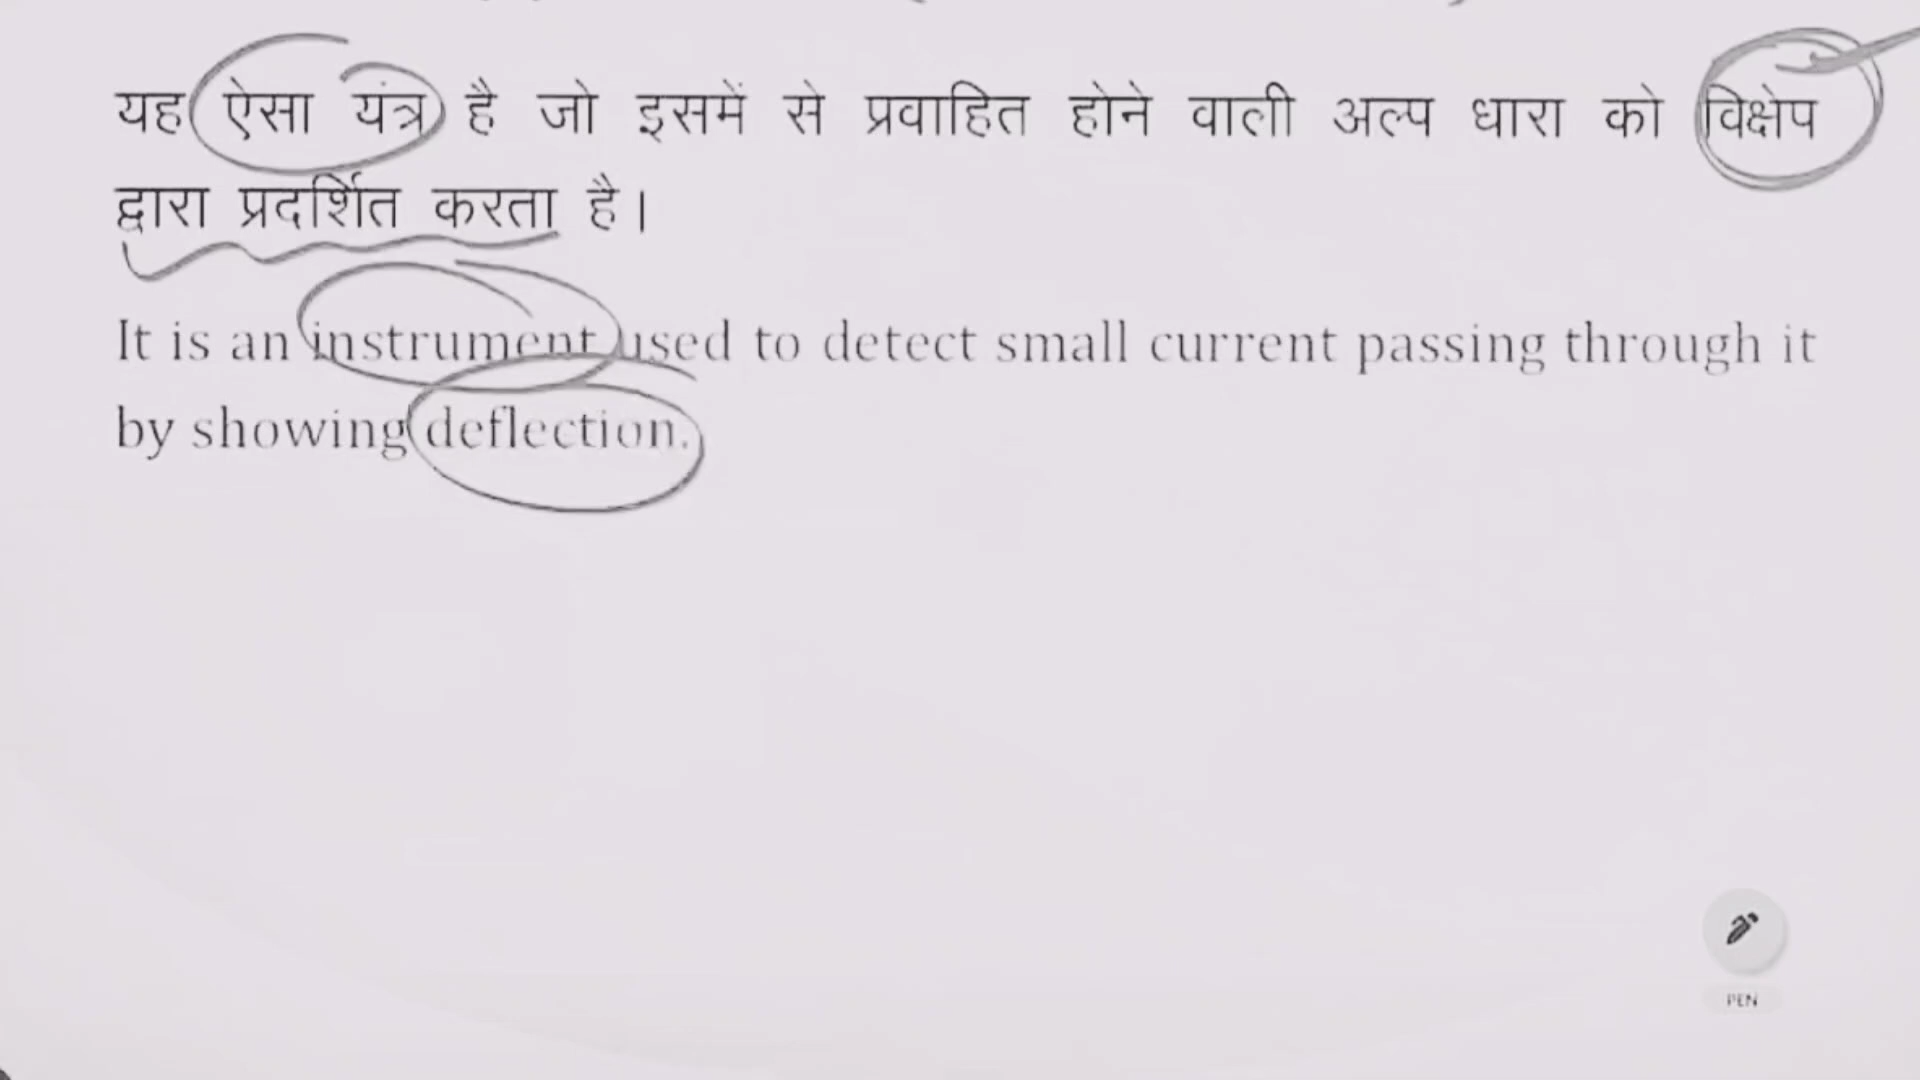 यह ऐसा यंत्र है जो इसमें से प्रवाहित होने वाली अल्प धारा को विक्षेप
द्वारा प्रदर्शित करता है।
It is an instrument used to detect small current passing through it
by showing deflection.
PEN